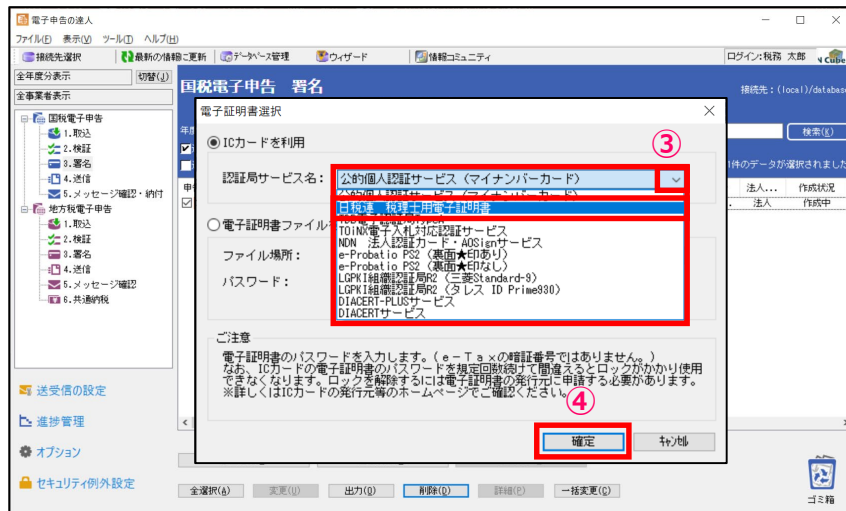 電子申告の達人
ファイル(F) 表示(V) ツール(T) ヘルプ(H)
接続先選択 最新の情報に更新 データベース管理 ウィザード 情報コミュニティ ログイン:税務 太郎
全年度分表示 切替(J)
全事業者表示
国税電子申告 署名
接続先:(local)/database
国税電子申告
1.取込
2.検証
3.署名
4.送信
5.メッセージ確認・納付
地方税電子申告
1.取込
2.検証
3.署名
4.送信
5.メッセージ確認
6.共通納税
検索(K)
1件のデータが選択されました
法人... 作成状況
法人 作成中
電子証明書選択
③
ICカードを利用
認証局サービス名: 公的個人認証サービス(マイナンバーカード)
公的個人認証サービス(マイナンバーカード)
日税連 税理士用電子証明書
TOiNX電子入札対応認証サービス
NDN 法人認証カード・AOSignサービス
e-Probatio PS2(裏面★印あり)
e-Probatio PS2(裏面★印なし)
LGPKI組織認証局R2(三菱Standard-9)
LGPKI組織認証局R2(タレス ID Prime930)
DIACERT-PLUSサービス
DIACERTサービス
電子証明書ファイル
ファイル場所:
パスワード:
ご注意
電子証明書のパスワードを入力します。(e-Taxの暗証番号ではありません。)
なお、ICカードの電子証明書のパスワードを規定回数続けて間違えるとロックがかかり使用
できなくなります。ロックを解除するには電子証明書の発行元に申請する必要があります。
※詳しくはICカードの発行元等のホームページでご確認ください。
④
確定 キャンセル
送受信の設定
進捗管理
オプション
セキュリティ例外設定
全選択(A) 変更(U) 出力(O) 削除(D) 詳細(P) 一括変更(C)
ゴミ箱